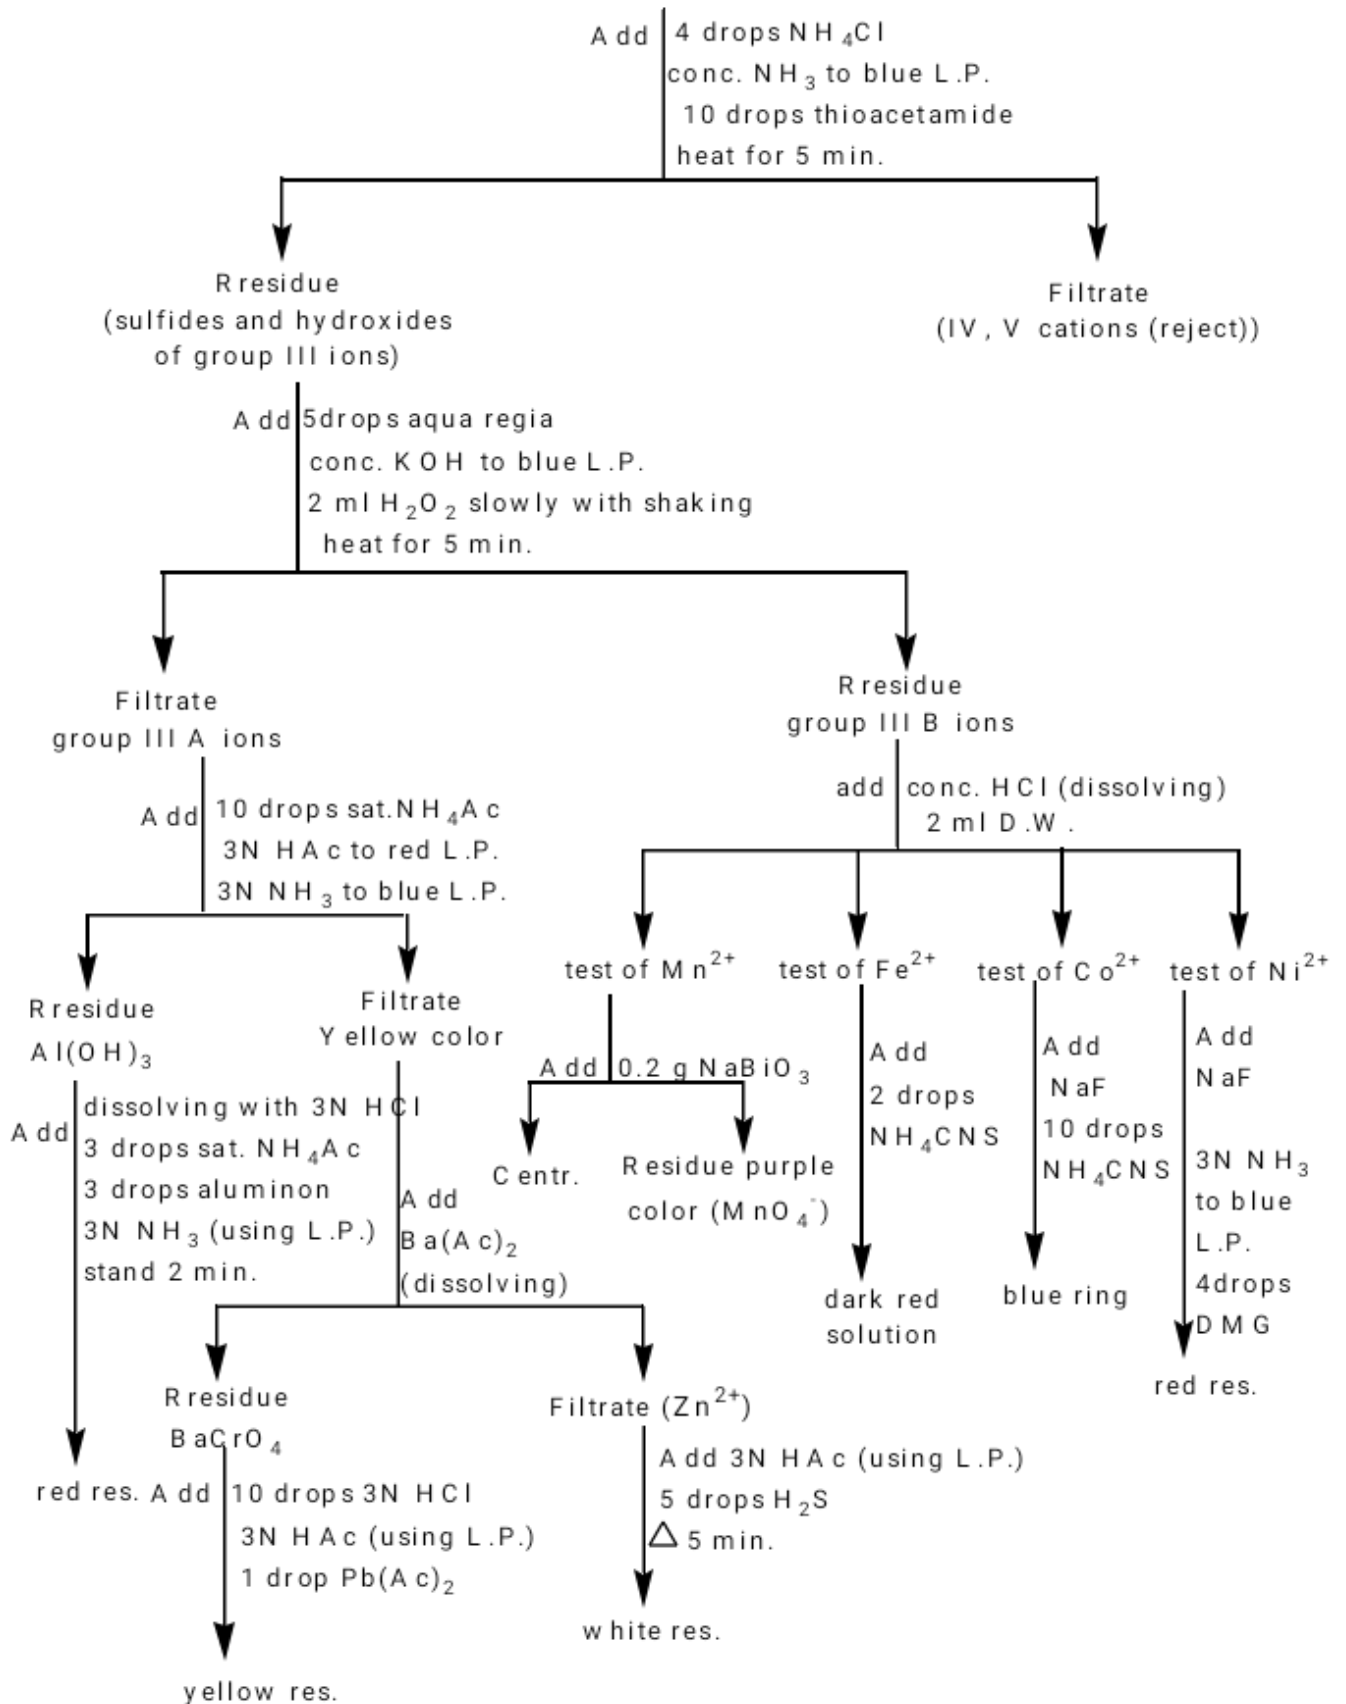 Add
4 drops NH₄Cl
conc. NH₃ to blue L.P.
10 drops thioacetamide
heat for 5 min.
Rresidue
(sulfides and hydroxides
of group III ions)
Filtrate
(IV, V cations (reject))
Add
5drops aqua regia
conc. KOH to blue L.P.
2 ml H₂O₂ slowly with shaking
heat for 5 min.
Filtrate
group III A ions
Rresidue
group III B ions
Add
10 drops sat.NH₄Ac
3N HAc to red L.P.
3N NH₃ to blue L.P.
add
conc. HCl (dissolving)
2 ml D.W.
Rresidue
Al(OH)₃
Filtrate
Yellow color
test of Mn²⁺
test of Fe²⁺
test of Co²⁺
test of Ni²⁺
Add
dissolving with 3N HCl
3 drops sat. NH₄Ac
3 drops aluminon
3N NH₃ (using L.P.)
stand 2 min.
red res.
Add
Ba(Ac)₂
(dissolving)
Add 0.2 g NaBiO₃
Centr.
Residue purple
color (MnO₄⁻)
Add
2 drops
NH₄CNS
dark red
solution
Add
NaF
10 drops
NH₄CNS
blue ring
Add
NaF
3N NH₃
to blue
L.P.
4drops
DMG
red res.
Rresidue
BaCrO₄
Filtrate (Zn²⁺)
Add
10 drops 3N HCl
3N HAc (using L.P.)
1 drop Pb(Ac)₂
yellow res.
Add 3N HAc (using L.P.)
5 drops H₂S
△ 5 min.
white res.